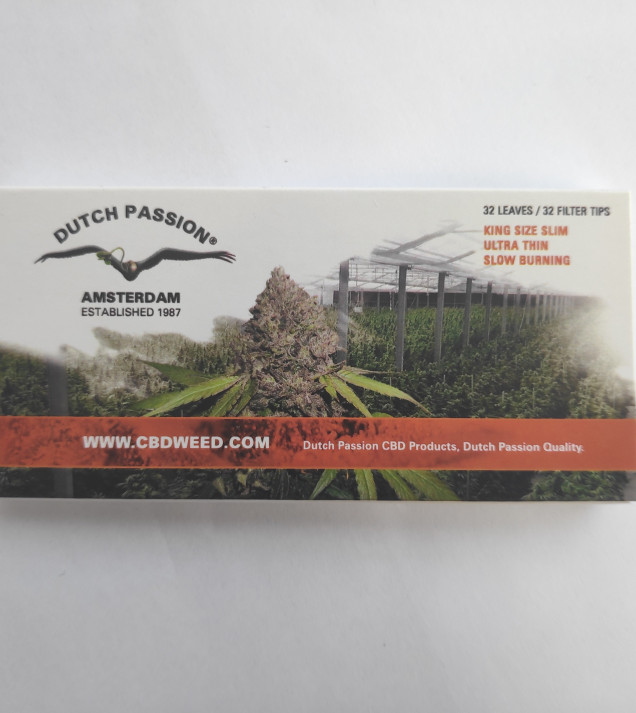 DUTCH PASSION®
AMSTERDAM
ESTABLISHED 1987
32 LEAVES / 32 FILTER TIPS
KING SIZE SLIM
ULTRA THIN
SLOW BURNING
WWW.CBDWEED.COM
Dutch Passion CBD Products, Dutch Passion Quality.